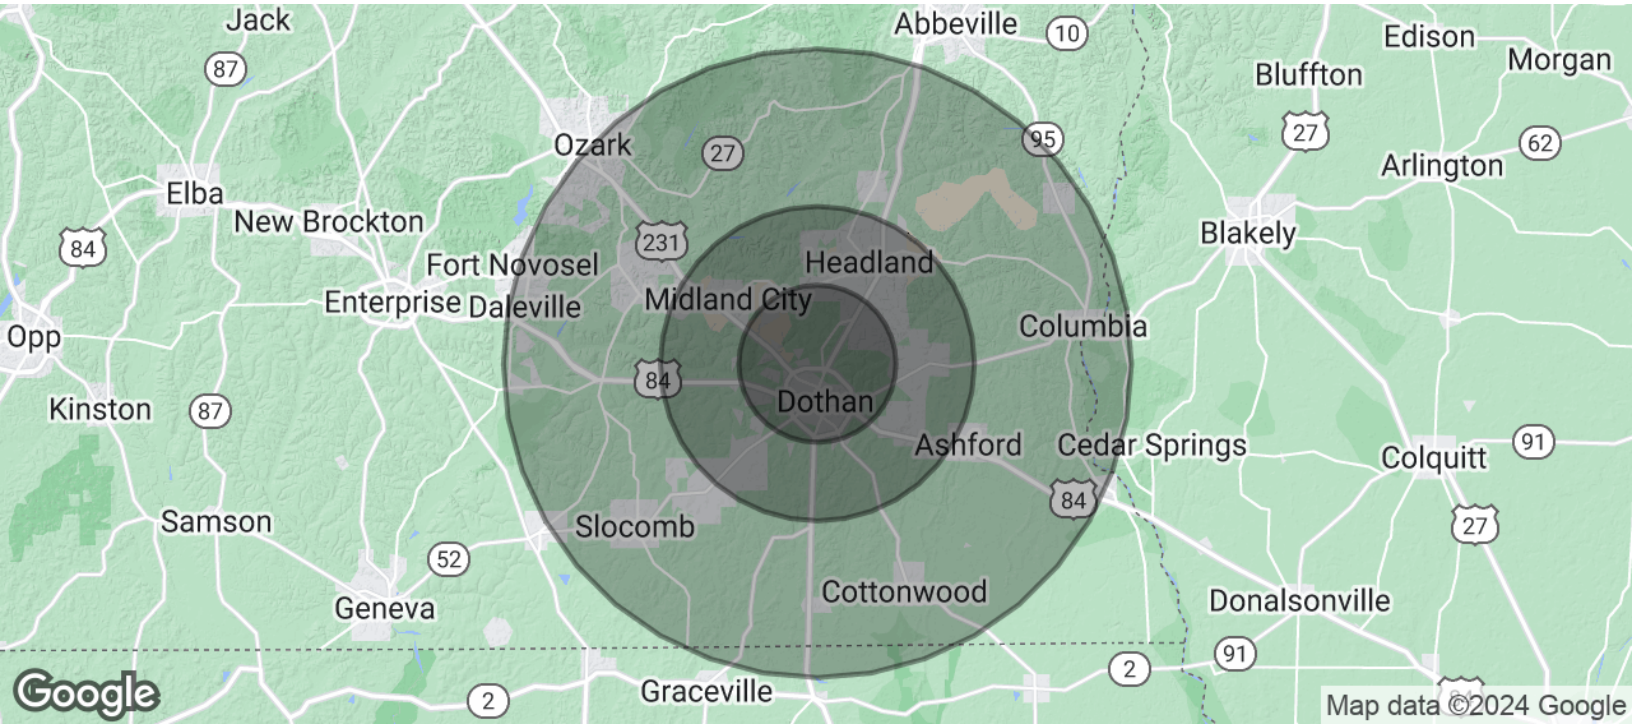 Jack
Abbeville
10
Edison
Morgan
87
Bluffton
27
Ozark
27
95
62
Arlington
Elba
New Brockton
84
231
Blakely
Fort Novosel
Headland
Enterprise
Daleville
Midland City
Opp
Columbia
84
Kinston
87
Dothan
Ashford
Cedar Springs
91
Colquitt
84
Samson
Slocomb
27
52
Geneva
Cottonwood
Donalsonville
91
2
Graceville
2
84
Google
Map data ©2024 Google